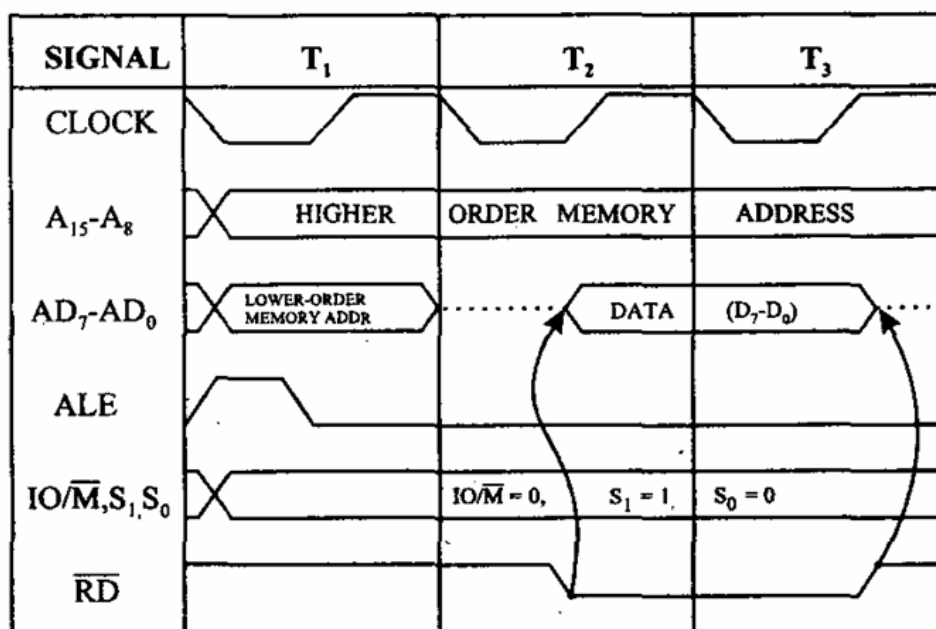 SIGNAL T₁ T₂ T₃
CLOCK
A₁₅-A₈ HIGHER ORDER MEMORY ADDRESS
AD₇-AD₀ LOWER-ORDER MEMORY ADDR DATA (D₇-D₀)
ALE
IO/M̅,S₁,S₀ IO/M̅ = 0, S₁ = 1, S₀ = 0
R̅D̅